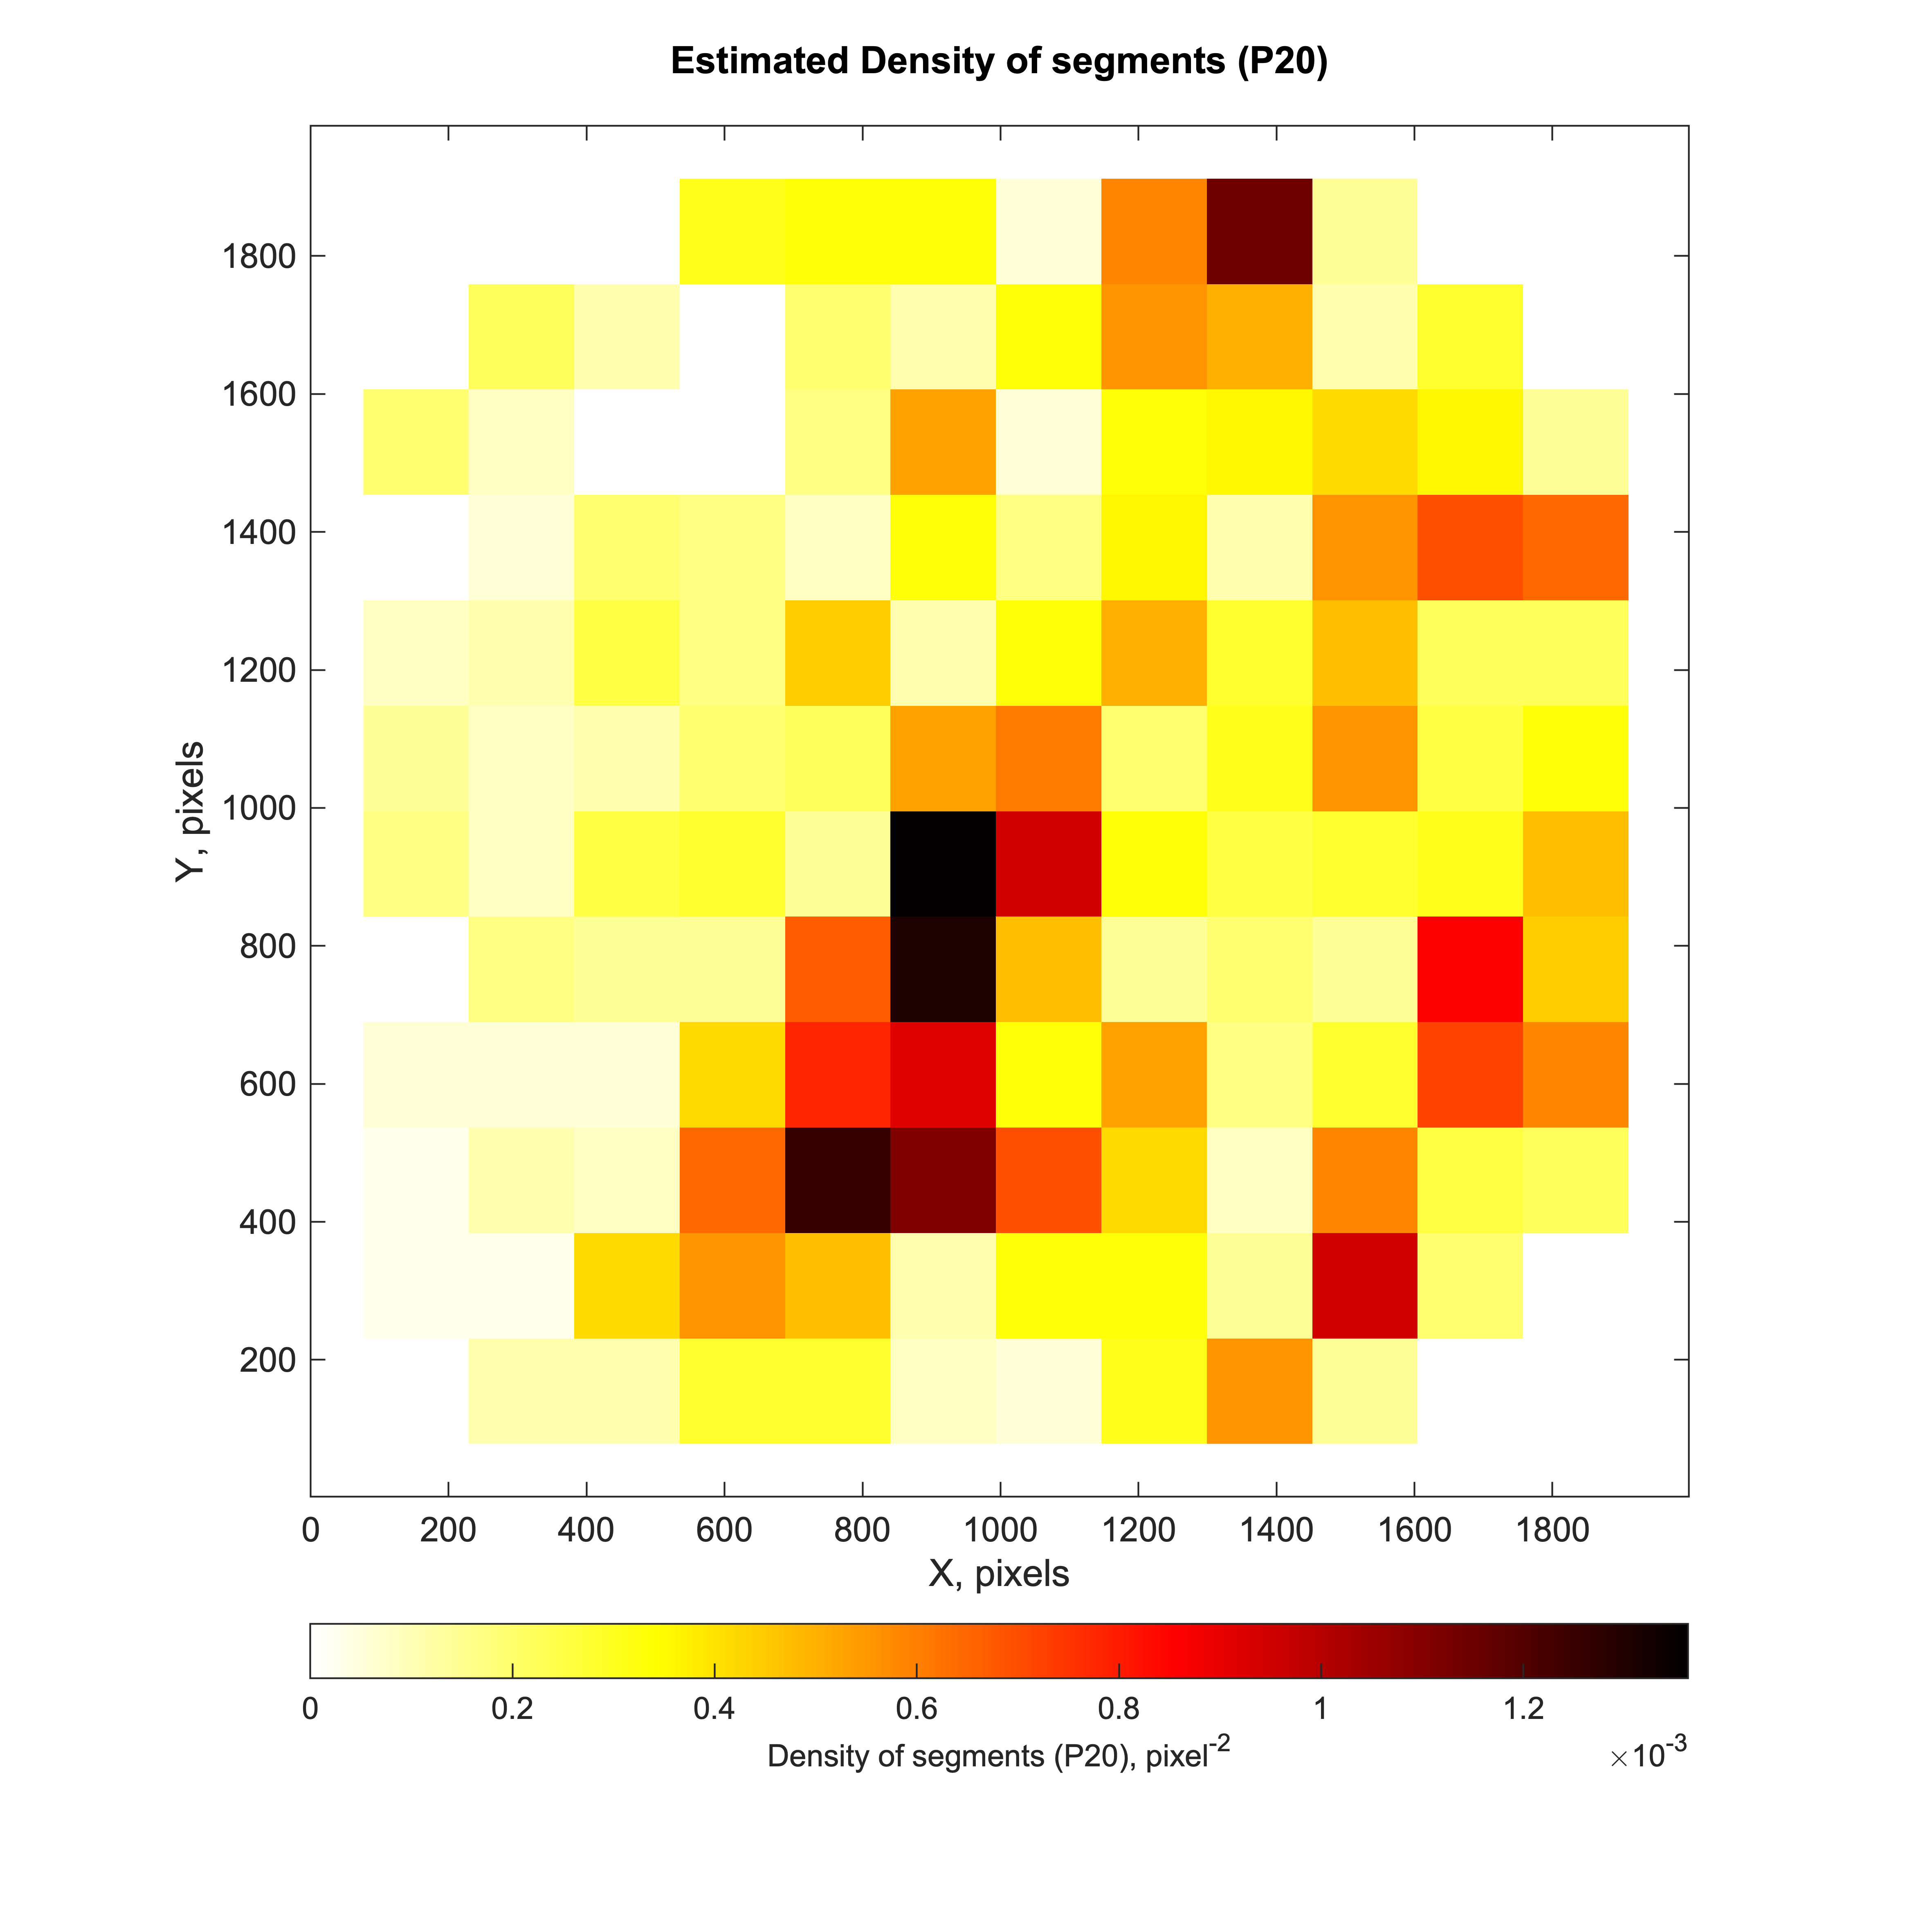 Estimated Density of segments (P20)
1800
1600
1400
1200
1000
800
600
400
200
Y, pixels
0 200 400 600 800 1000 1200 1400 1600 1800
X, pixels
0 0.2 0.4 0.6 0.8 1 1.2
Density of segments (P20), pixel⁻² ×10⁻³